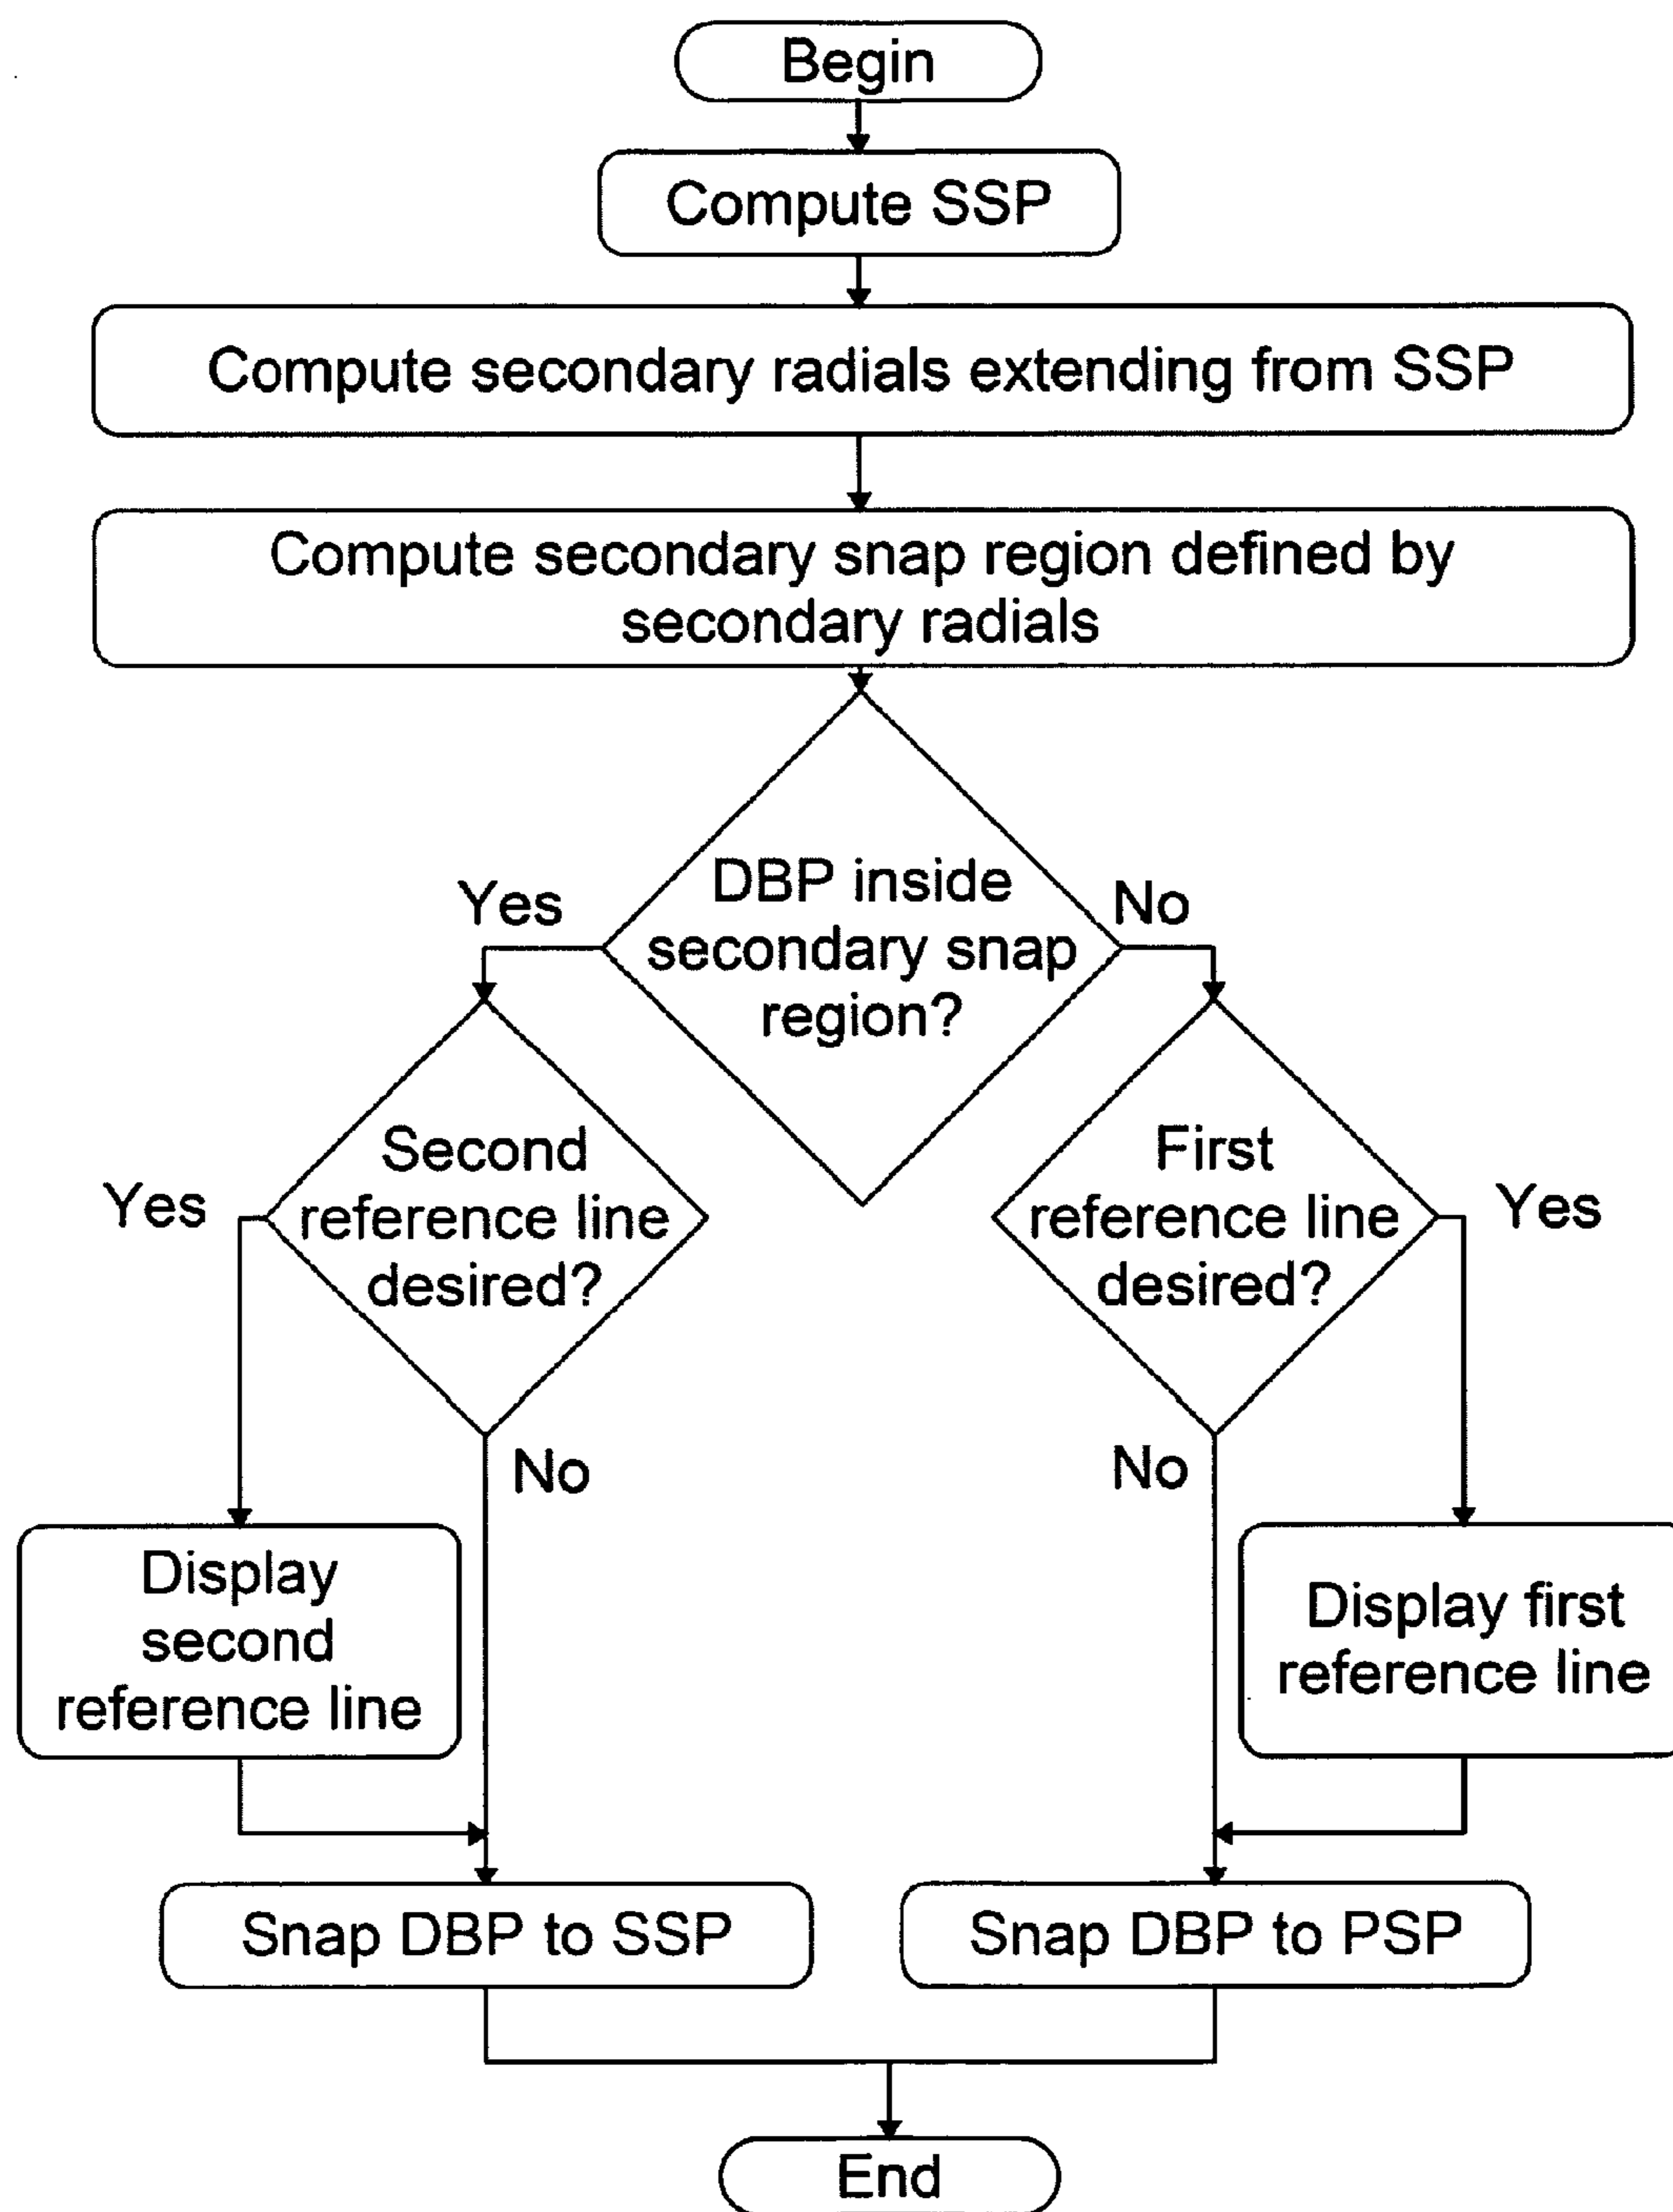 Begin
Compute SSP
Compute secondary radials extending from SSP
Compute secondary snap region defined by
secondary radials
DBP inside
secondary snap
region?
Yes
No
Second
reference line
desired?
Yes
No
First
reference line
desired?
Yes
No
Display
second
reference line
Display first
reference line
Snap DBP to SSP
Snap DBP to PSP
End